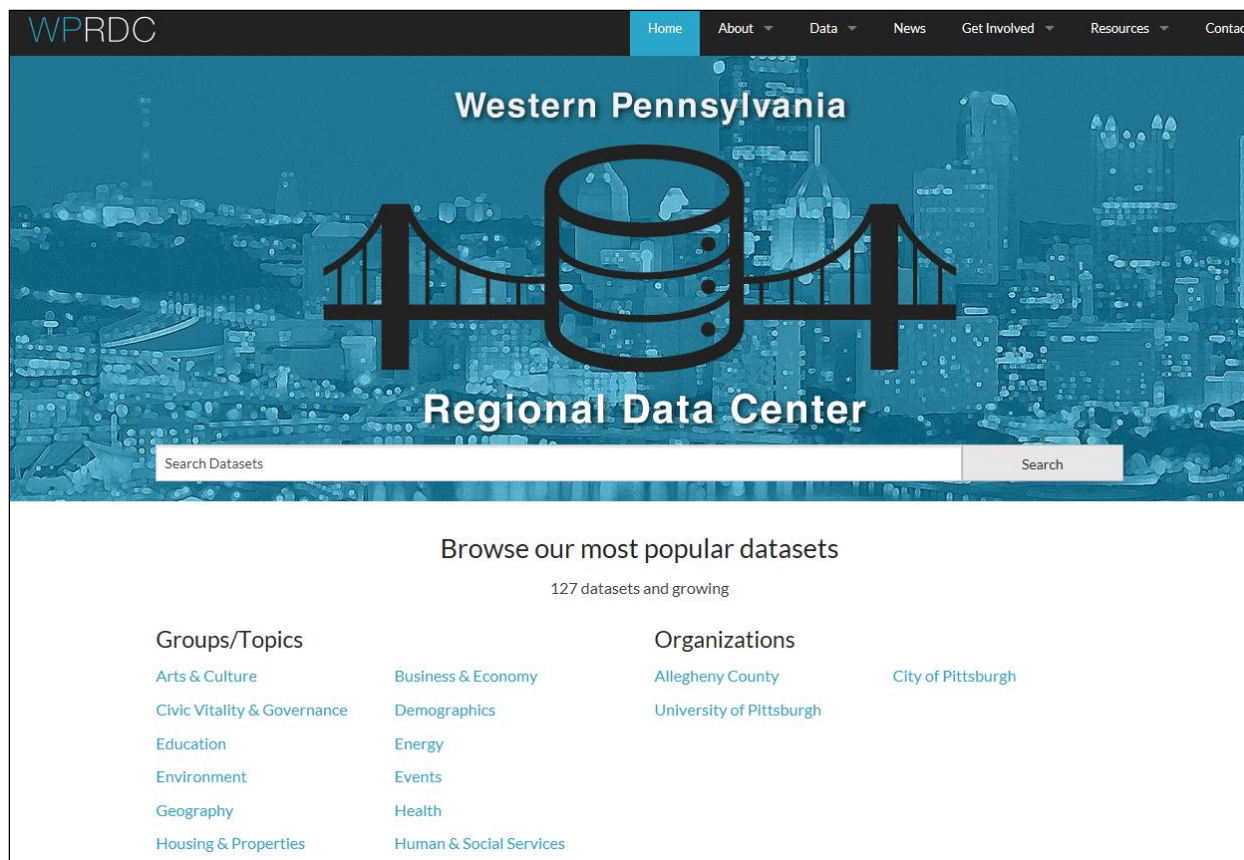 WPRDC
Home About Data News Get Involved Resources Contac
Western Pennsylvania
Regional Data Center
Search Datasets Search
Browse our most popular datasets
127 datasets and growing
Groups/Topics
Arts & Culture Business & Economy
Civic Vitality & Governance Demographics
Education Energy
Environment Events
Geography Health
Housing & Properties Human & Social Services
Organizations
Allegheny County City of Pittsburgh
University of Pittsburgh